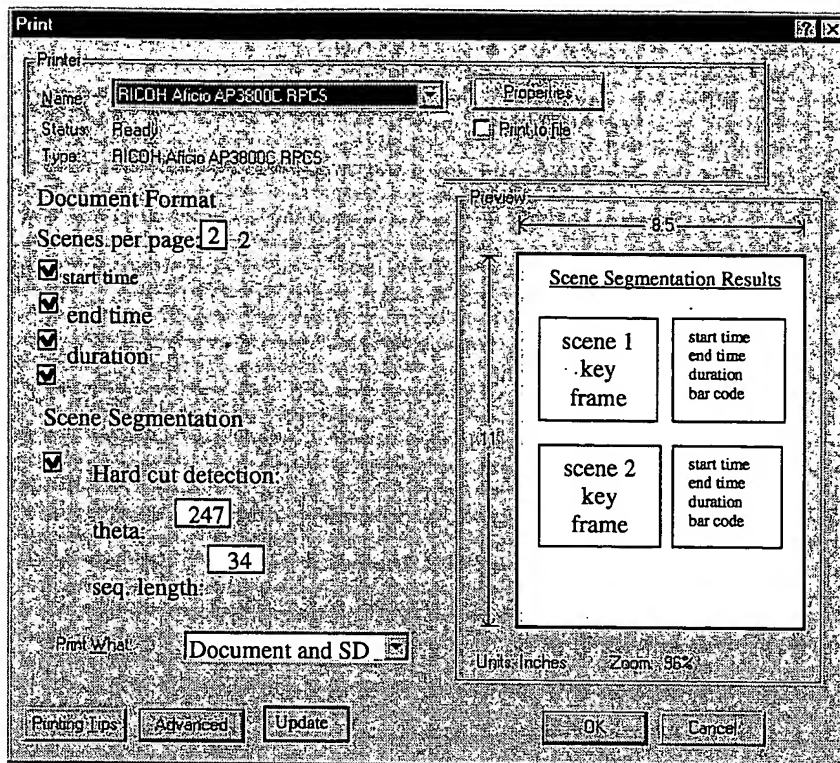 Print
Printer
Name: RICOH Aficio AP3800C RPCS Properties
Status: Ready Print to file
Type: RICOH Aficio AP3800C RPCS
Document Format
Scenes per page: 2 2
start time
end time
duration
Scene Segmentation
Hard cut detection:
theta: 247
seq. length: 34
Print What: Document and SD
Printing Tips Advanced Update
Preview
8.5
Scene Segmentation Results
scene 1
key
frame
start time
end time
duration
bar code
scene 2
key
frame
start time
end time
duration
bar code
Units: Inches Zoom: 96%
OK Cancel